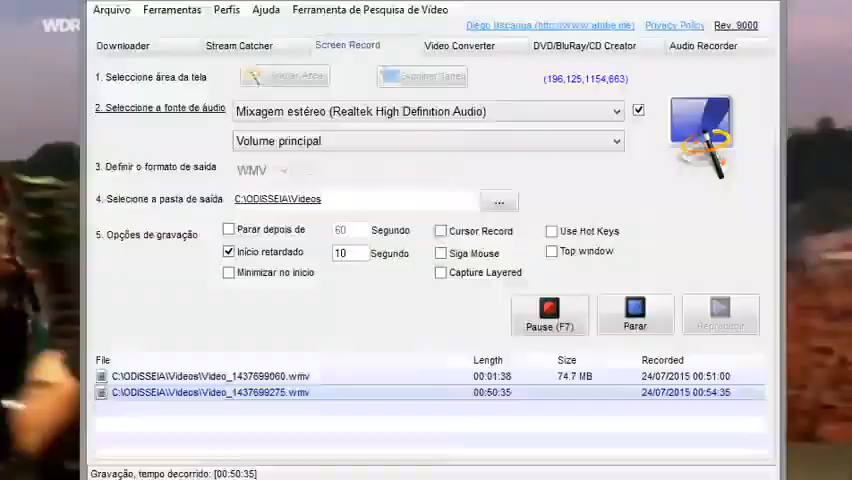 WDR
Arquivo Ferramentas Perfis Ajuda Ferramenta de Pesquisa de Vídeo
Privacy Policy Rev. 9000
Downloader Stream Catcher Screen Record Video Converter DVD/BluRay/CD Creator Audio Recorder
1. Seleccione área da tela (196,125,1154,663)
2. Seleccione a fonte de áudio Mixagem estéreo (Realtek High Definition Audio)
Volume principal
3. Definir o formato de saída WMV
4. Selecione a pasta de saída C:\ODISSEIA\Videos ...
5. Opções de gravação Parar depois de 60 Segundo Cursor Record Use Hot Keys
Início retardado 10 Segundo Siga Mouse Top window
Minimizar no início Capture Layered
Pause (F7) Parar Reproduzir
File Length Size Recorded
C:\ODISSEIA\Videos\Video_1437699060.wmv 00:01:38 74.7 MB 24/07/2015 00:51:00
C:\ODISSEIA\Videos\Video_1437699275.wmv 00:50:35 24/07/2015 00:54:35
Gravação, tempo decorrido: [00:50:35]